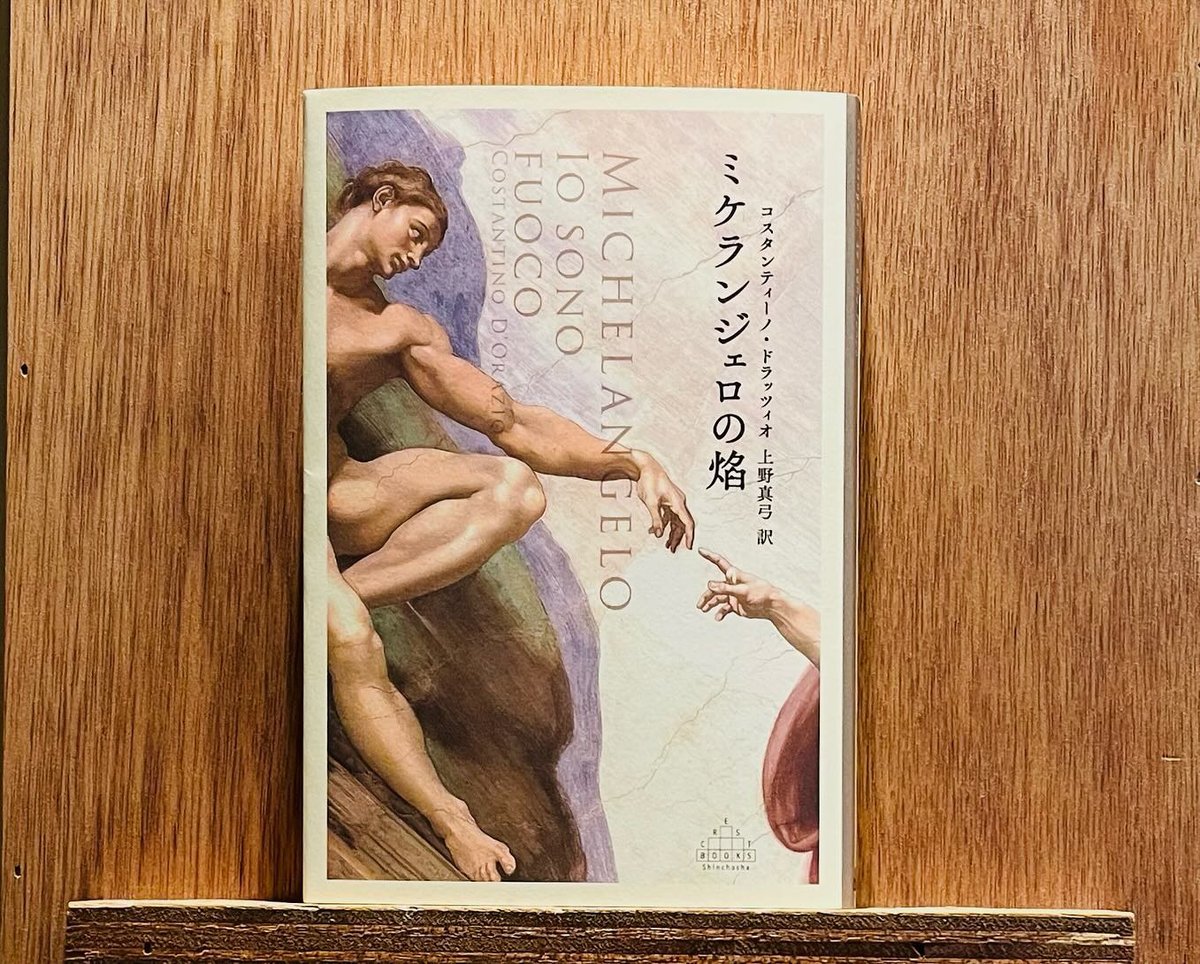 ミケランジェロの焰
コスタンティーノ・ドラッツィオ 上野真弓 訳
MICHELANGELO
IO SONO
FUOCO
COSTANTINO D'ORAZIO
CREST
BOOKS
Shinchosha